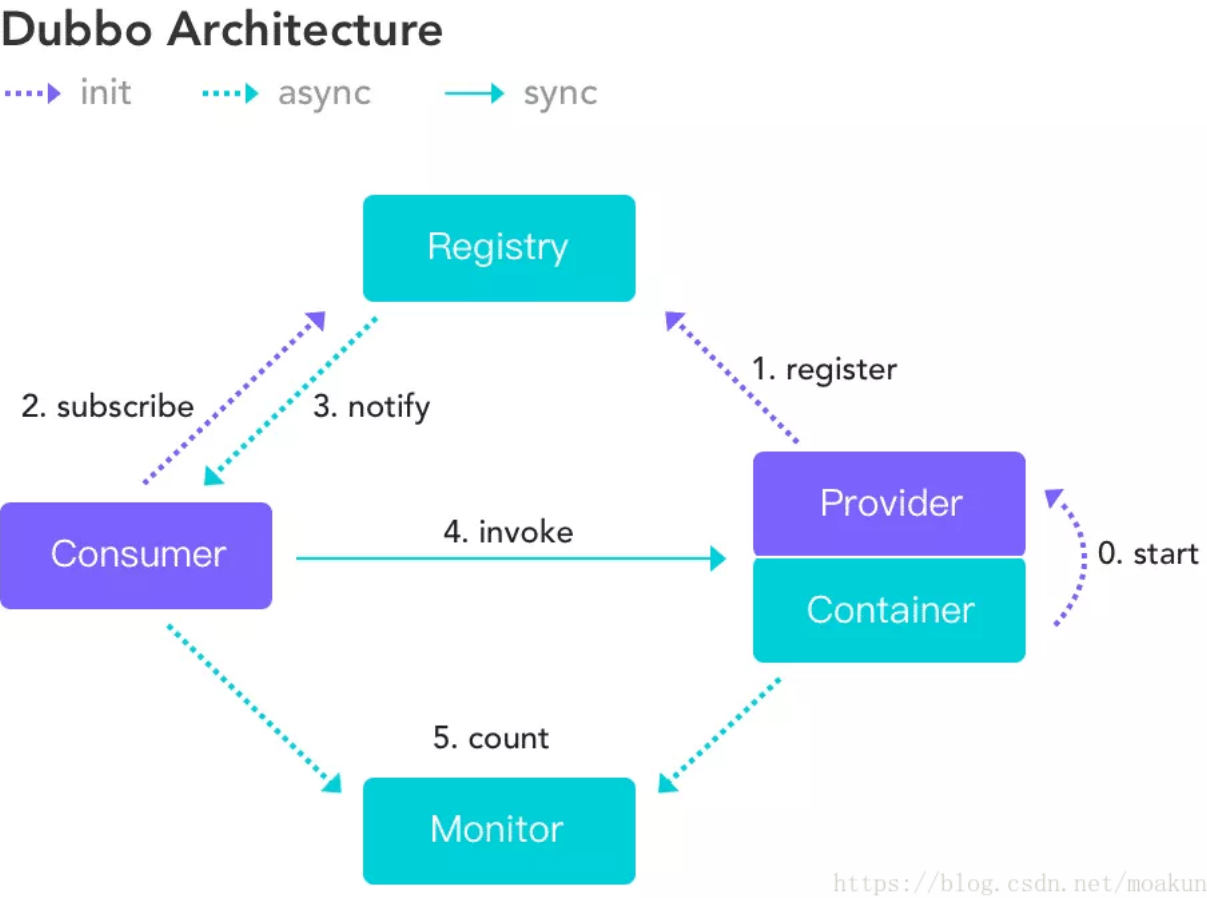 Dubbo Architecture
init async sync
Registry
1. register
2. subscribe 3. notify
Provider
4. invoke
Consumer
0. start
Container
5. count
Monitor
https://blog.csdn.net/moakun